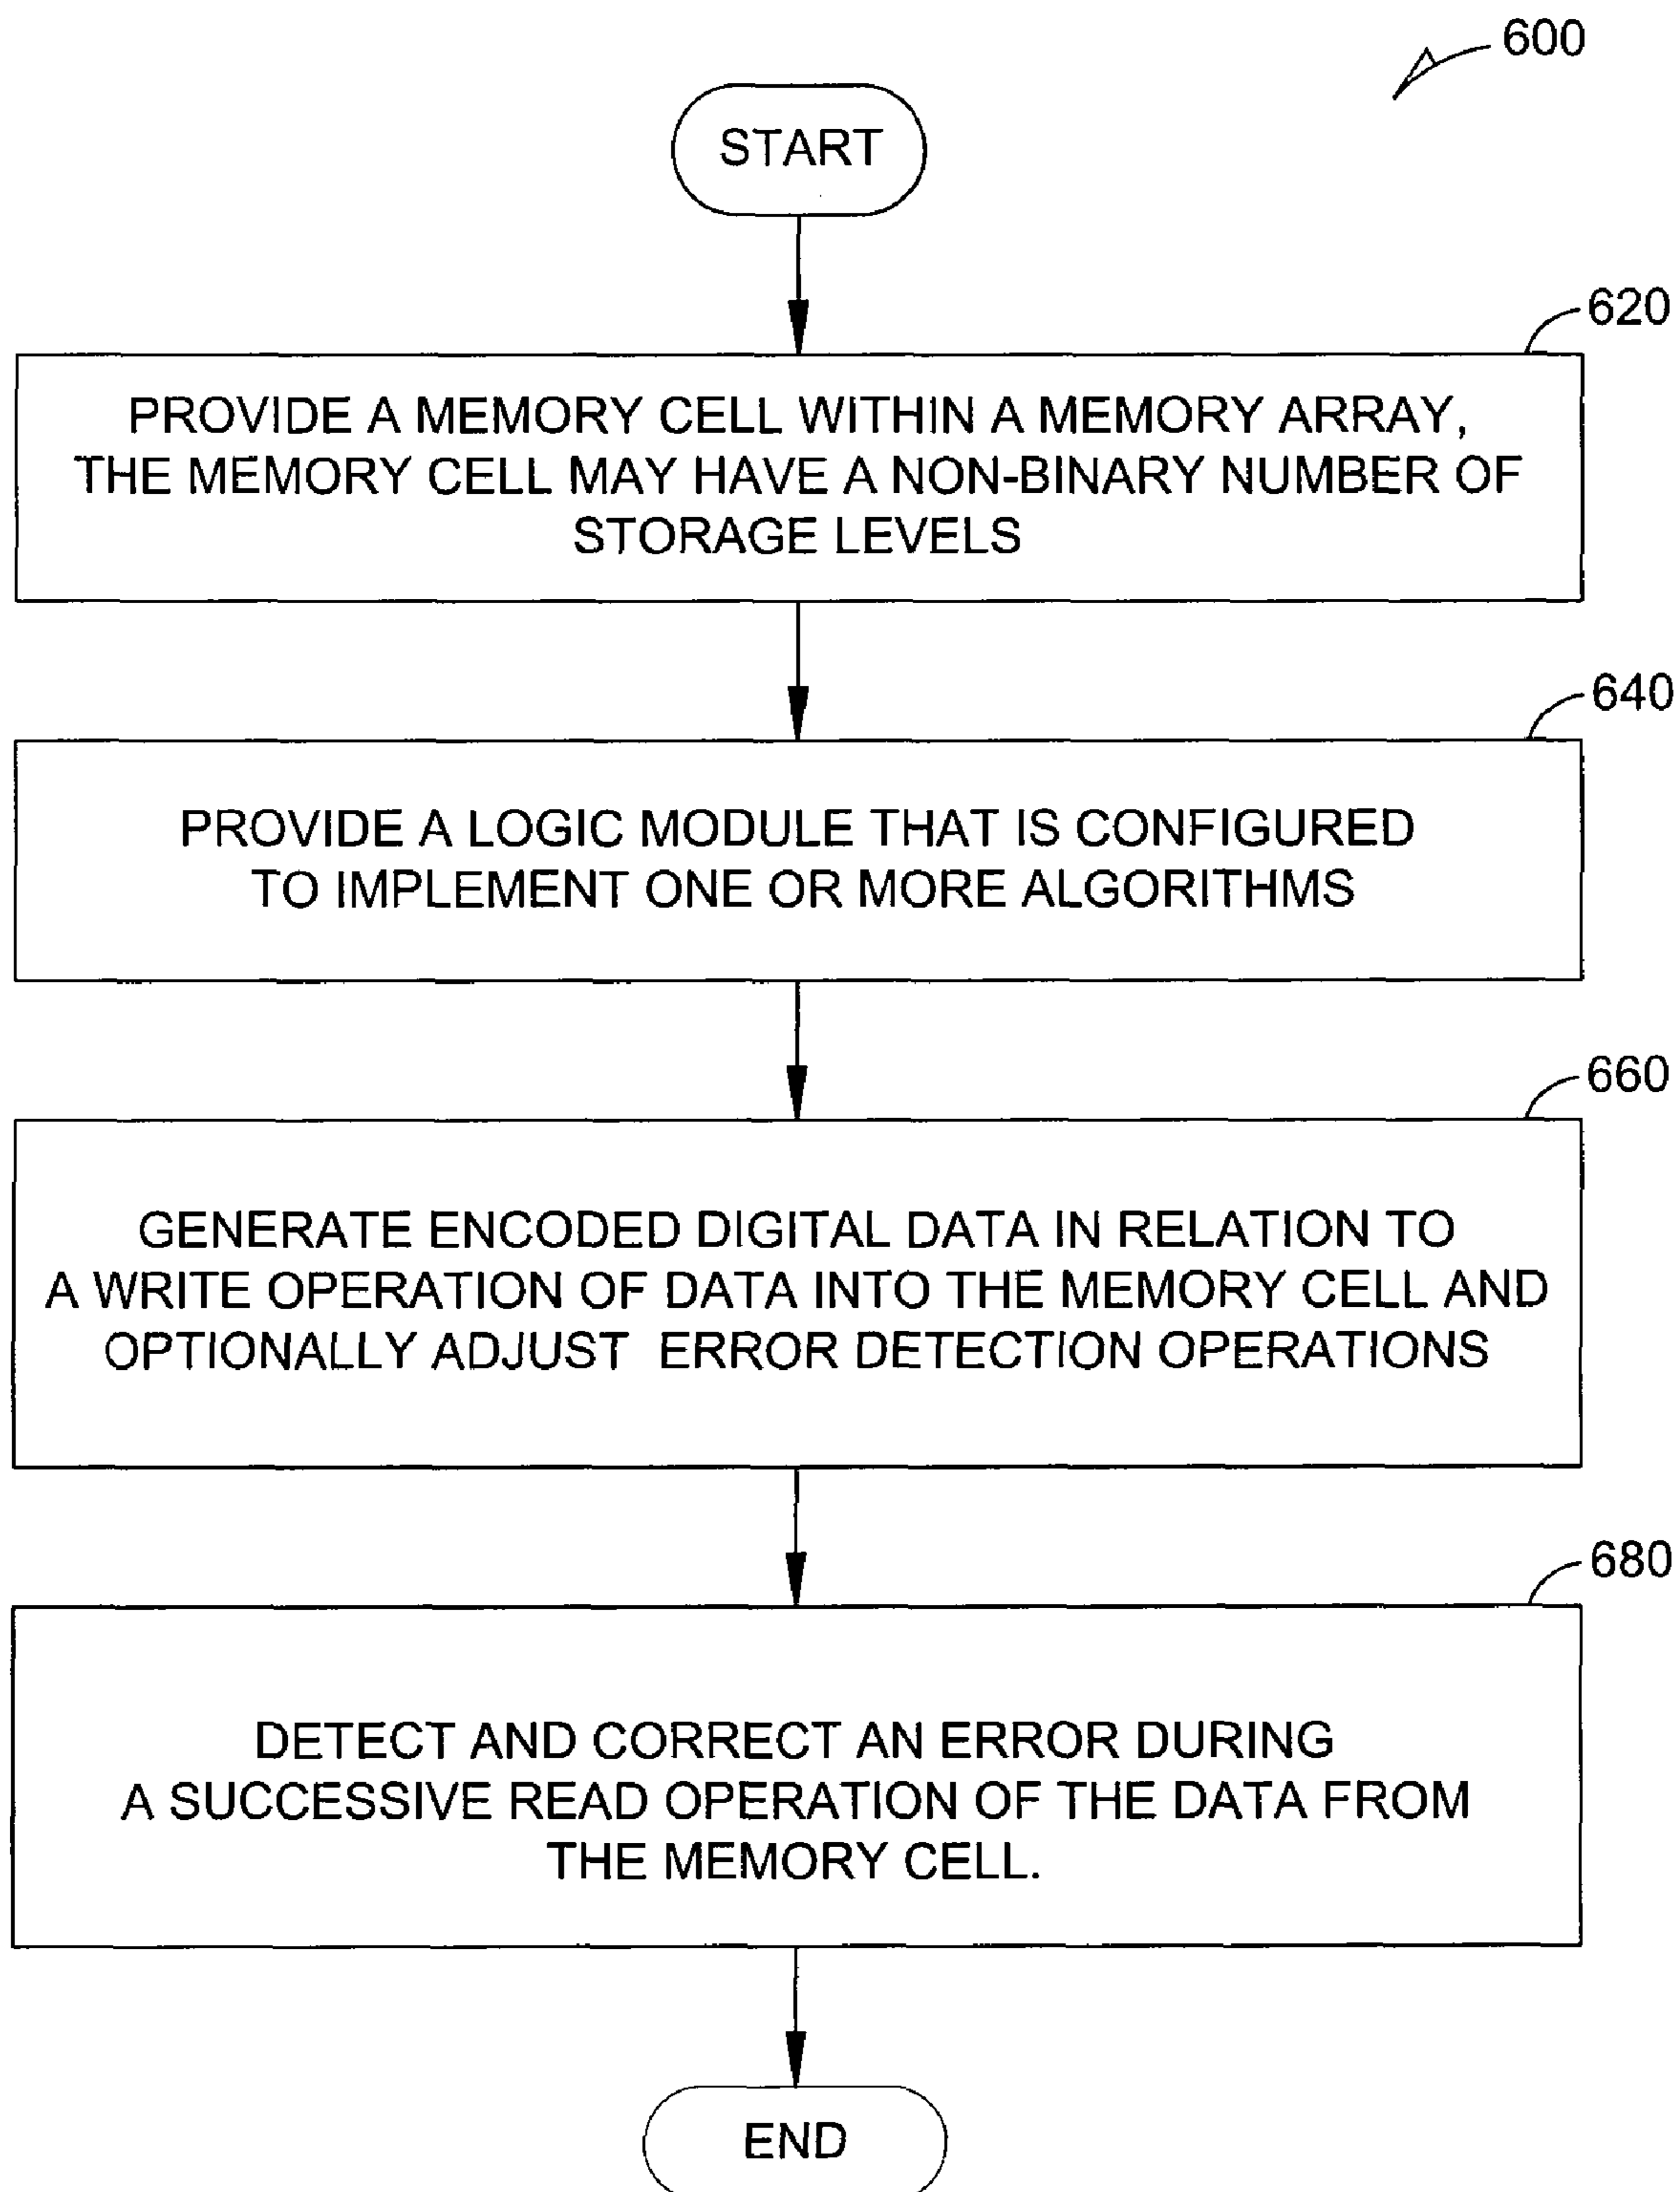 600
START
620
PROVIDE A MEMORY CELL WITHIN A MEMORY ARRAY,
THE MEMORY CELL MAY HAVE A NON-BINARY NUMBER OF
STORAGE LEVELS
640
PROVIDE A LOGIC MODULE THAT IS CONFIGURED
TO IMPLEMENT ONE OR MORE ALGORITHMS
660
GENERATE ENCODED DIGITAL DATA IN RELATION TO
A WRITE OPERATION OF DATA INTO THE MEMORY CELL AND
OPTIONALLY ADJUST ERROR DETECTION OPERATIONS
680
DETECT AND CORRECT AN ERROR DURING
A SUCCESSIVE READ OPERATION OF THE DATA FROM
THE MEMORY CELL.
END